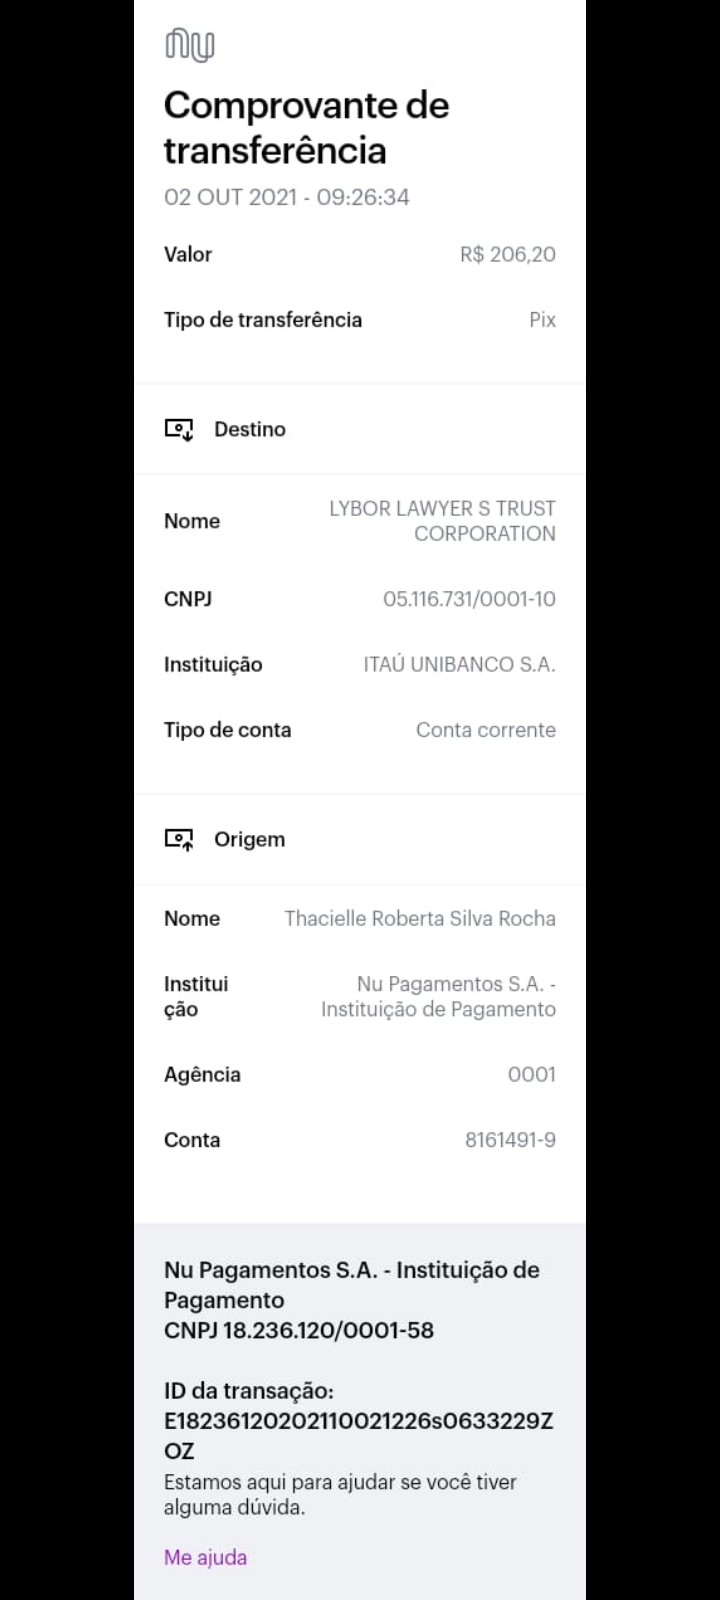 nu
Comprovante de
transferência
02 OUT 2021 - 09:26:34
Valor R$ 206,20
Tipo de transferência Pix
Destino
Nome LYBOR LAWYER S TRUST
CORPORATION
CNPJ 05.116.731/0001-10
Instituição ITAÚ UNIBANCO S.A.
Tipo de conta Conta corrente
Origem
Nome Thacielle Roberta Silva Rocha
Institui Nu Pagamentos S.A. -
ção Instituição de Pagamento
Agência 0001
Conta 8161491-9
Nu Pagamentos S.A. - Instituição de
Pagamento
CNPJ 18.236.120/0001-58
ID da transação:
E18236120202110021226s0633229Z
OZ
Estamos aqui para ajudar se você tiver
alguma dúvida.
Me ajuda